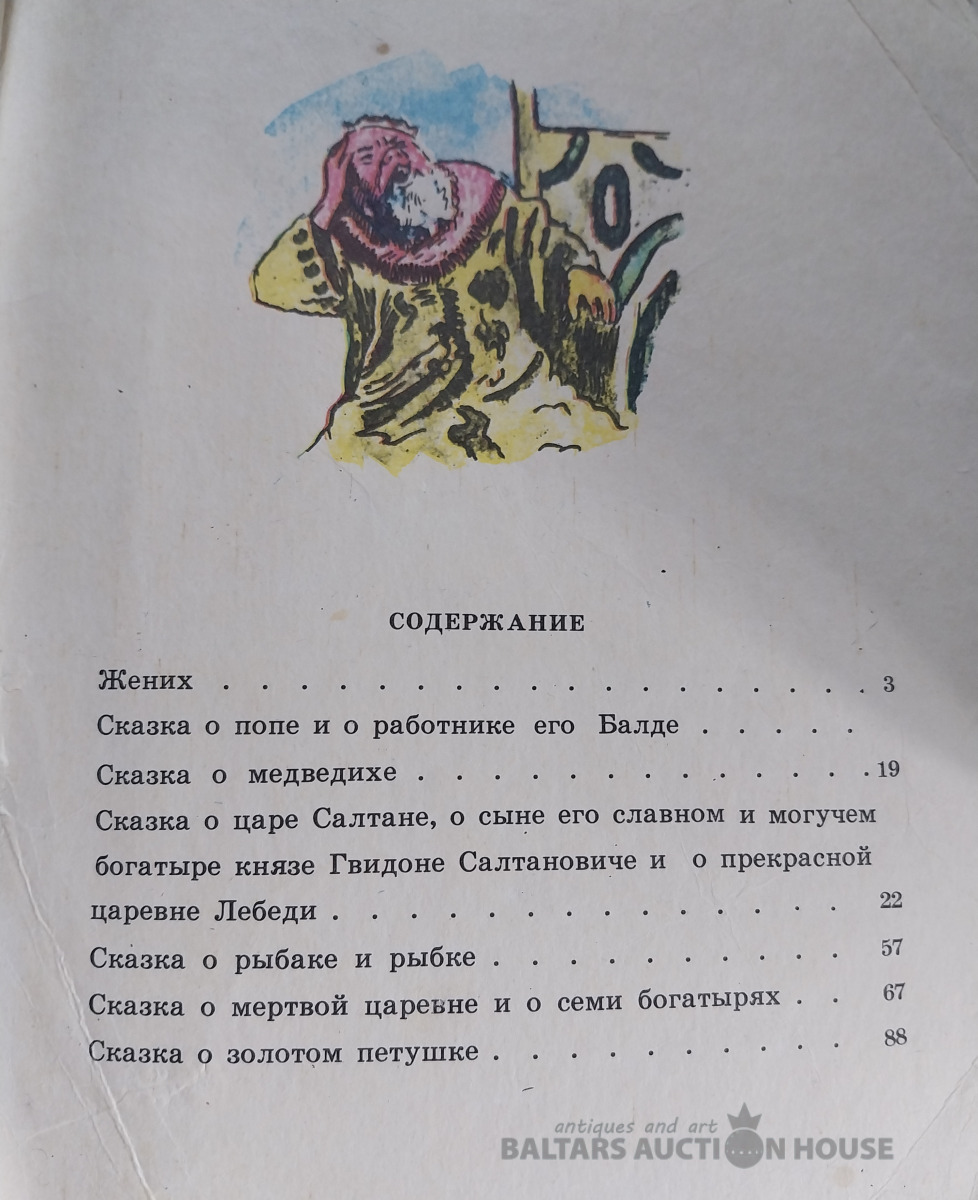 СОДЕРЖАНИЕ
Жених . . . . . . . . . . . . . . . . . 3
Сказка о попе и о работнике его Балде . . . . .
Сказка о медведихе . . . . . . . . . . . . . 19
Сказка о царе Салтане, о сыне его славном и могучем
богатыре князе Гвидоне Салтановиче и о прекрасной
царевне Лебеди . . . . . . . . . . . . . . 22
Сказка о рыбаке и рыбке . . . . . . . . . . 57
Сказка о мертвой царевне и о семи богатырях . . 67
Сказка о золотом петушке . . . . . . . . . . 88
antiques and art
BALTARS AUCTION HOUSE